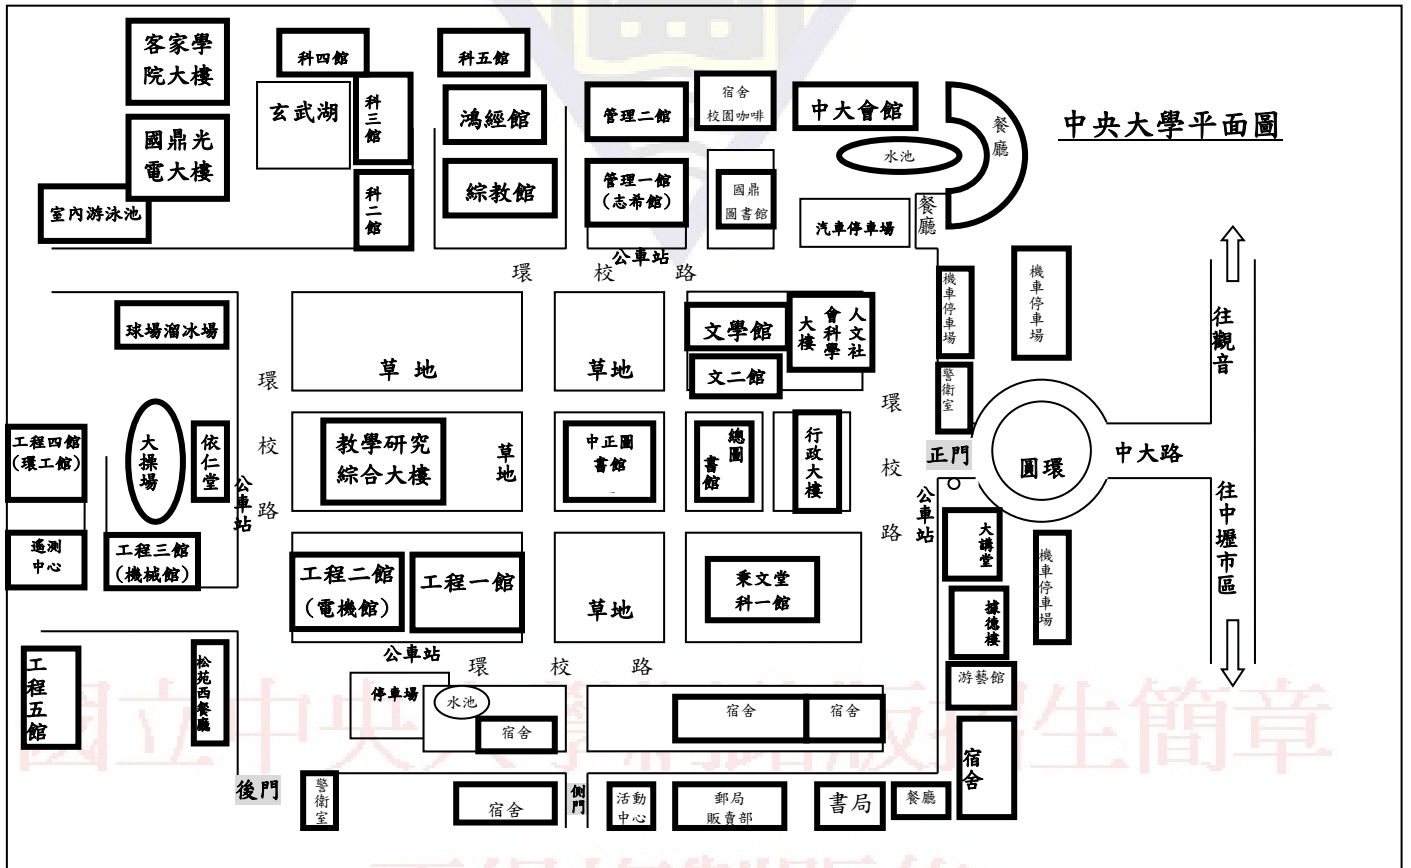 中央大學平面圖
客家學
院大樓
國鼎光
電大樓
室內游泳池
玄武湖
科四館
科三館
科二館
科五館
鴻經館
綜教館
管理二館
管理一館
(志希館)
公車站
宿舍
校園咖啡
國鼎
圖書館
中大會館
水池
餐廳
餐廳
汽車停車場
環校路
球場溜冰場
草地
草地
文學館
文二館
人文社
會科學
大樓
機車停車場
機車停車場
警衛室
往觀音
環校路
環校路
工程四館
(環工館)
大操場
依仁堂
公車站
教學研究
綜合大樓
草地
中正圖
書館
總圖
書館
行政大樓
正門
圓環
中大路
公車站
往中壢市區
遙測
中心
工程三館
(機械館)
工程二館
(電機館)
工程一館
草地
秉文堂
科一館
大講堂
機車停車場
據德樓
游藝館
公車站
環校路
工程五館
松苑西餐廳
停車場
水池
宿舍
宿舍
宿舍
宿舍
後門
警衛室
宿舍
側門
活動
中心
郵局
販賣部
書局
餐廳
國立中央大學網路版招生簡章